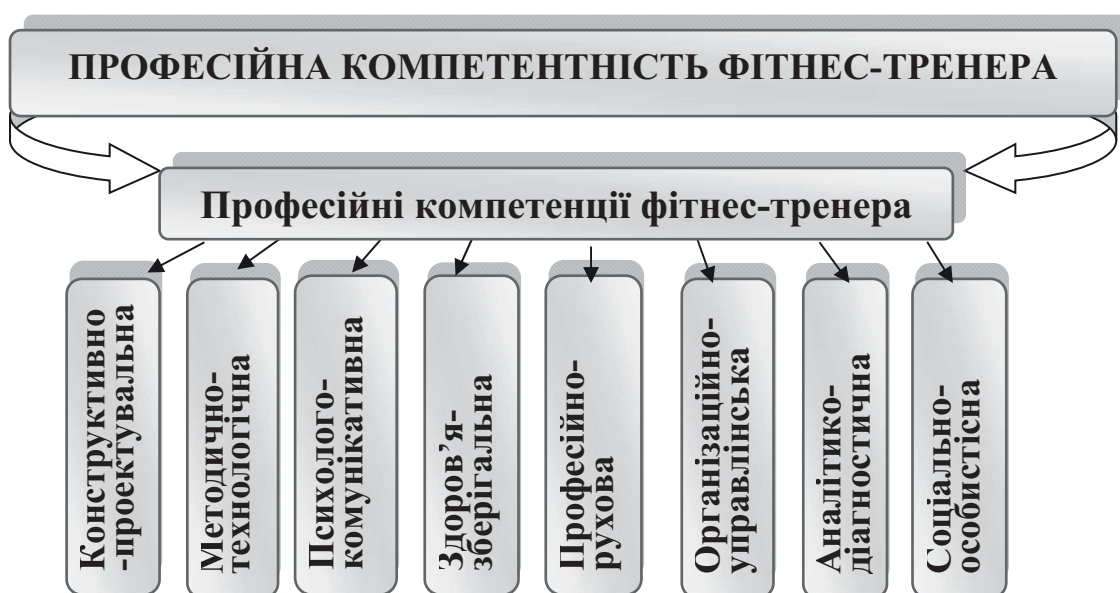 ПРОФЕСІЙНА КОМПЕТЕНТНІСТЬ ФІТНЕС-ТРЕНЕРА
Професійні компетенції фітнес-тренера
Конструктивно
-проектувальна
Методично-
технологічна
Психолого-
комунікативна
Здоров’я-
зберігальна
Професійно-
рухова
Організаційно-
управлінська
Аналітико-
діагностична
Соціально-
особистісна